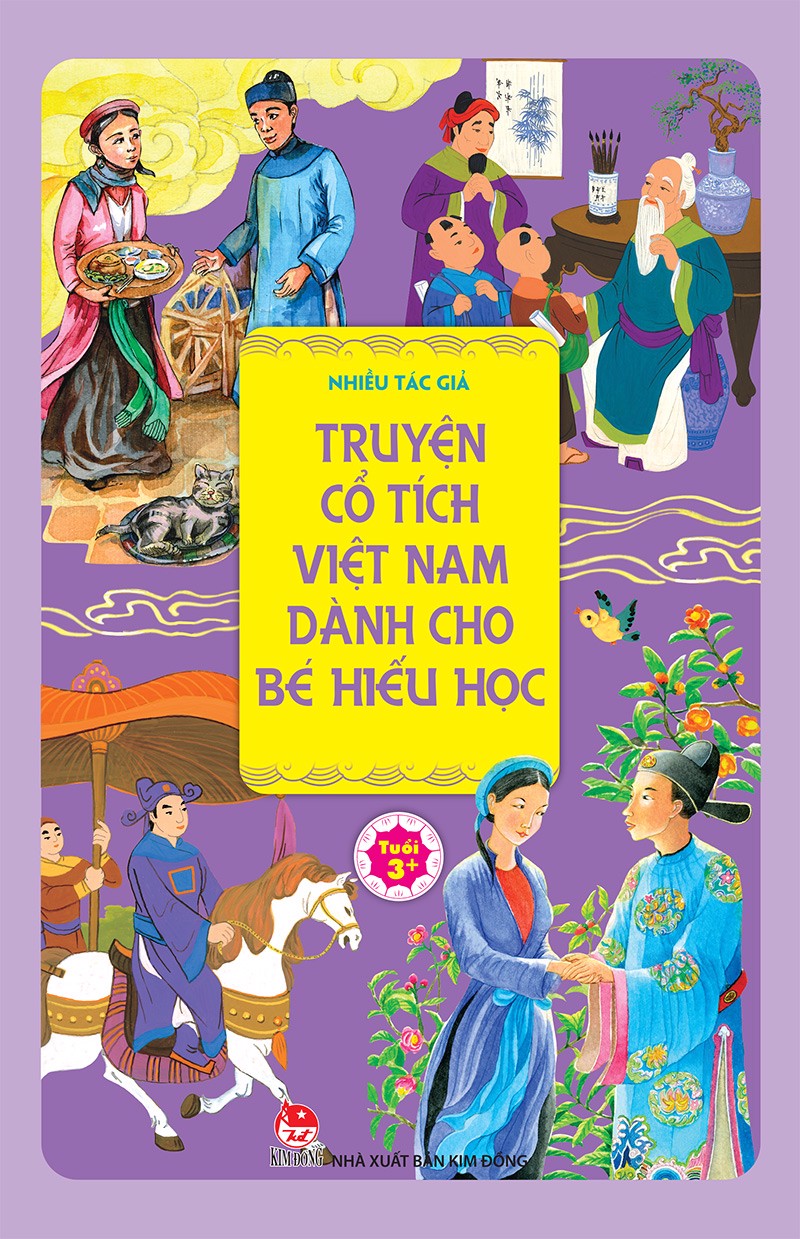 NHIỀU TÁC GIẢ
TRUYỆN
CỔ TÍCH
VIỆT NAM
DÀNH CHO
BÉ HIẾU HỌC
Tuổi
3+
KIM ĐỒNG
NHÀ XUẤT BẢN KIM ĐỒNG